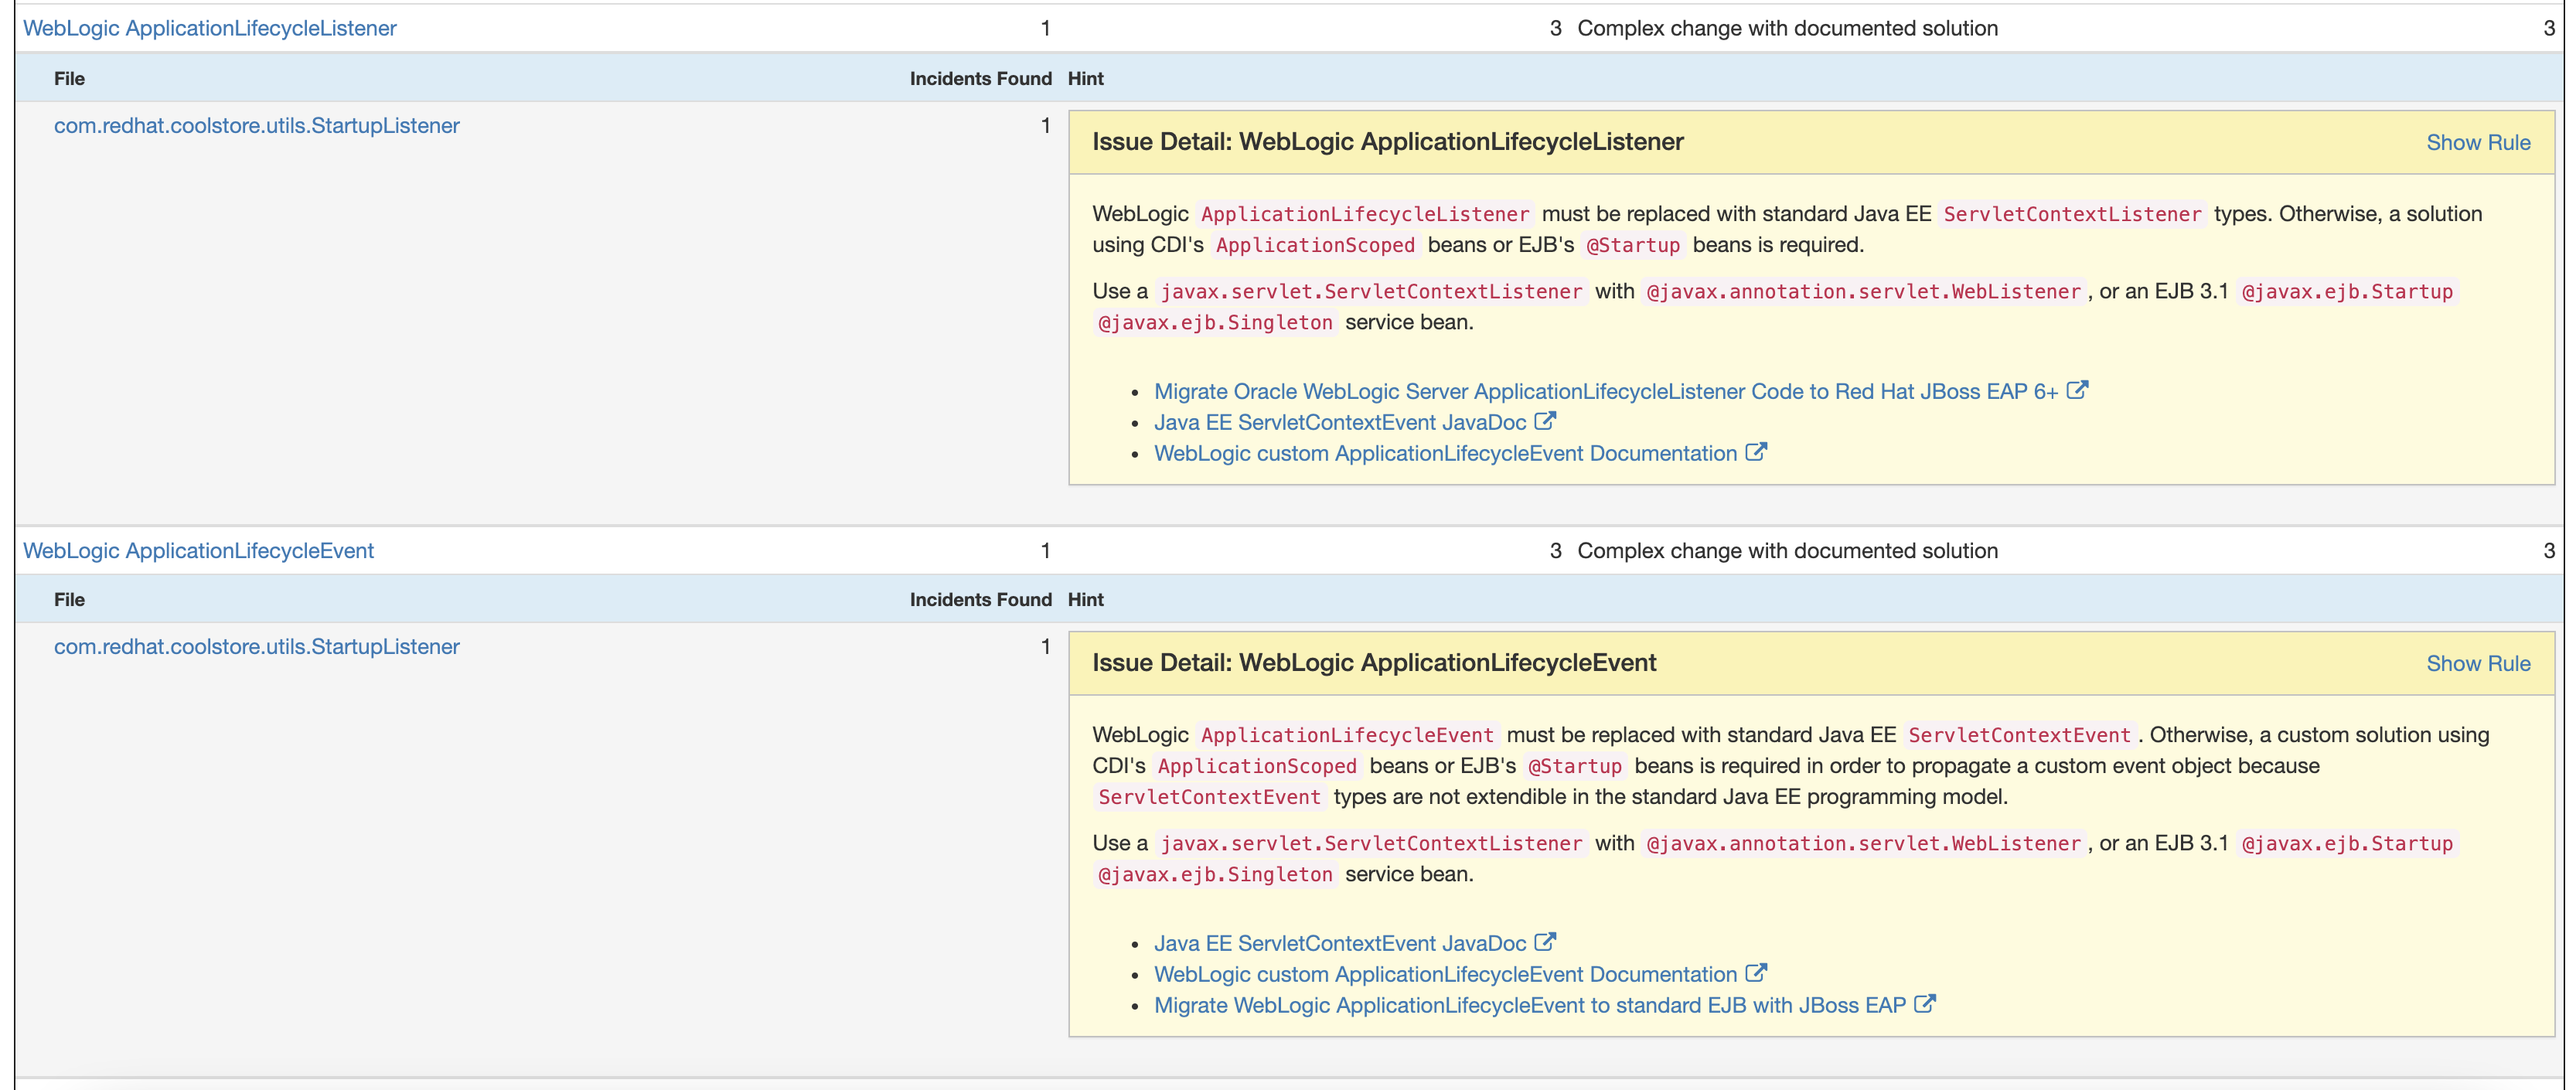 WebLogic ApplicationLifecycleListener 1 3 Complex change with documented solution 3
File Incidents Found Hint
com.redhat.coolstore.utils.StartupListener 1
Issue Detail: WebLogic ApplicationLifecycleListener Show Rule
WebLogic ApplicationLifecycleListener must be replaced with standard Java EE ServletContextListener types. Otherwise, a solution
using CDI's ApplicationScoped beans or EJB's @Startup beans is required.
Use a javax.servlet.ServletContextListener with @javax.annotation.servlet.WebListener, or an EJB 3.1 @javax.ejb.Startup
@javax.ejb.Singleton service bean.
• Migrate Oracle WebLogic Server ApplicationLifecycleListener Code to Red Hat JBoss EAP 6+
• Java EE ServletContextEvent JavaDoc
• WebLogic custom ApplicationLifecycleEvent Documentation
WebLogic ApplicationLifecycleEvent 1 3 Complex change with documented solution 3
File Incidents Found Hint
com.redhat.coolstore.utils.StartupListener 1
Issue Detail: WebLogic ApplicationLifecycleEvent Show Rule
WebLogic ApplicationLifecycleEvent must be replaced with standard Java EE ServletContextEvent. Otherwise, a custom solution using
CDI's ApplicationScoped beans or EJB's @Startup beans is required in order to propagate a custom event object because
ServletContextEvent types are not extendible in the standard Java EE programming model.
Use a javax.servlet.ServletContextListener with @javax.annotation.servlet.WebListener, or an EJB 3.1 @javax.ejb.Startup
@javax.ejb.Singleton service bean.
• Java EE ServletContextEvent JavaDoc
• WebLogic custom ApplicationLifecycleEvent Documentation
• Migrate WebLogic ApplicationLifecycleEvent to standard EJB with JBoss EAP